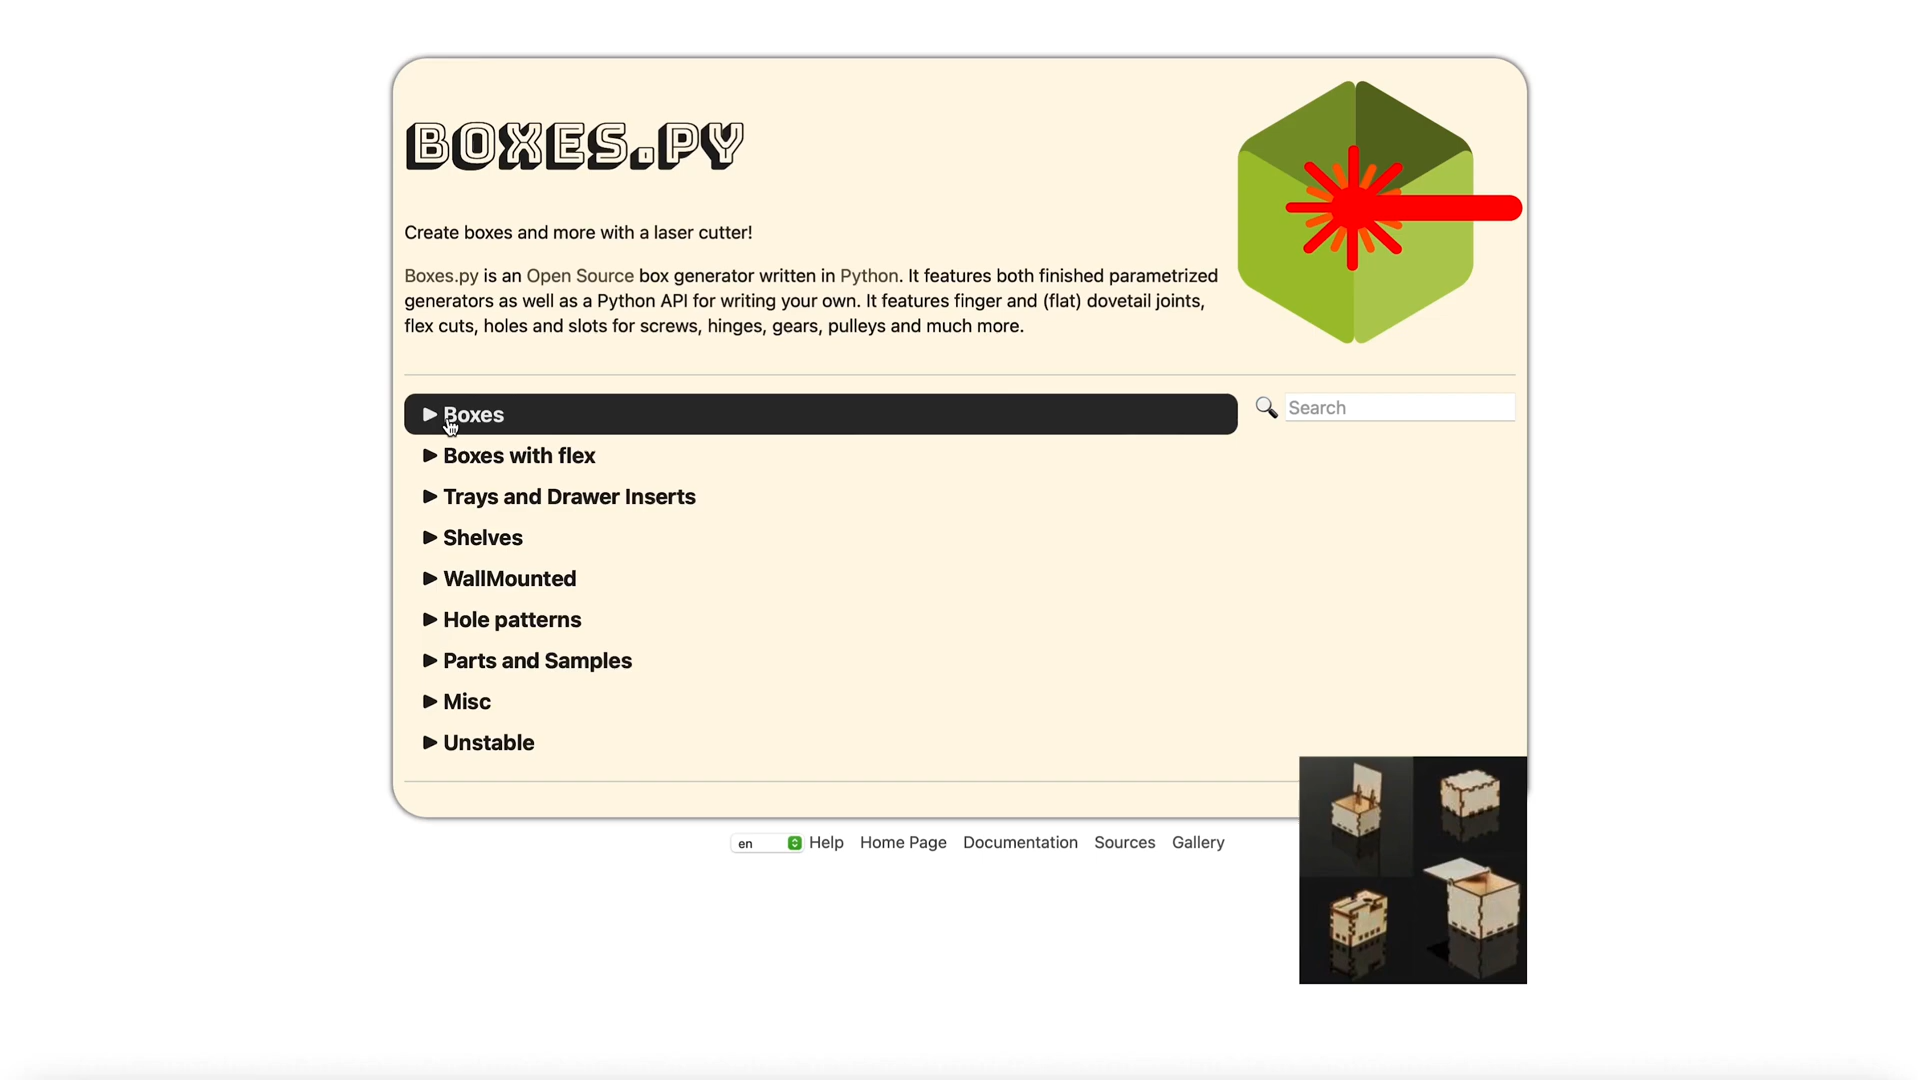 BOXES.PY
Create boxes and more with a laser cutter!
Boxes.py is an Open Source box generator written in Python. It features both finished parametrized
generators as well as a Python API for writing your own. It features finger and (flat) dovetail joints,
flex cuts, holes and slots for screws, hinges, gears, pulleys and much more.
Boxes
Search
Boxes with flex
Trays and Drawer Inserts
Shelves
WallMounted
Hole patterns
Parts and Samples
Misc
Unstable
en Help Home Page Documentation Sources Gallery